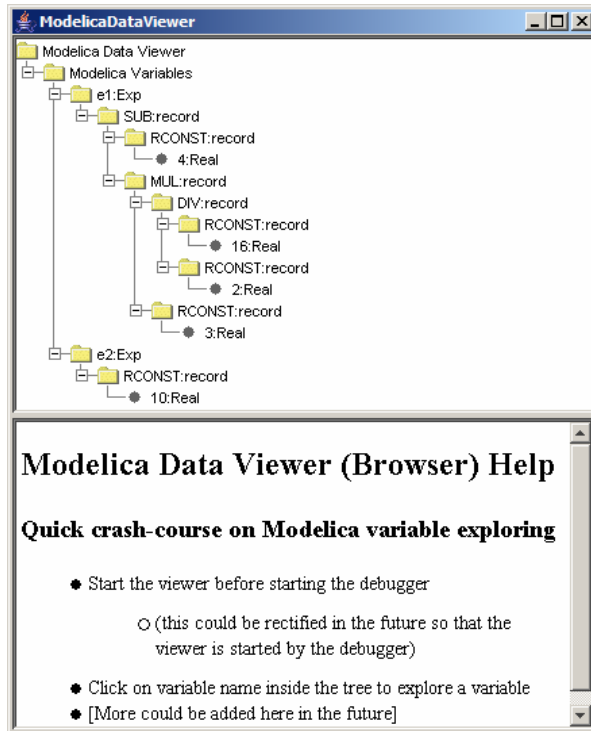 ModelicaDataViewer
Modelica Data Viewer
Modelica Variables
e1:Exp
SUB:record
RCONST:record
4:Real
MUL:record
DIV:record
RCONST:record
16:Real
RCONST:record
2:Real
RCONST:record
3:Real
e2:Exp
RCONST:record
10:Real
Modelica Data Viewer (Browser) Help
Quick crash-course on Modelica variable exploring
Start the viewer before starting the debugger
(this could be rectified in the future so that the
viewer is started by the debugger)
Click on variable name inside the tree to explore a variable
[More could be added here in the future]